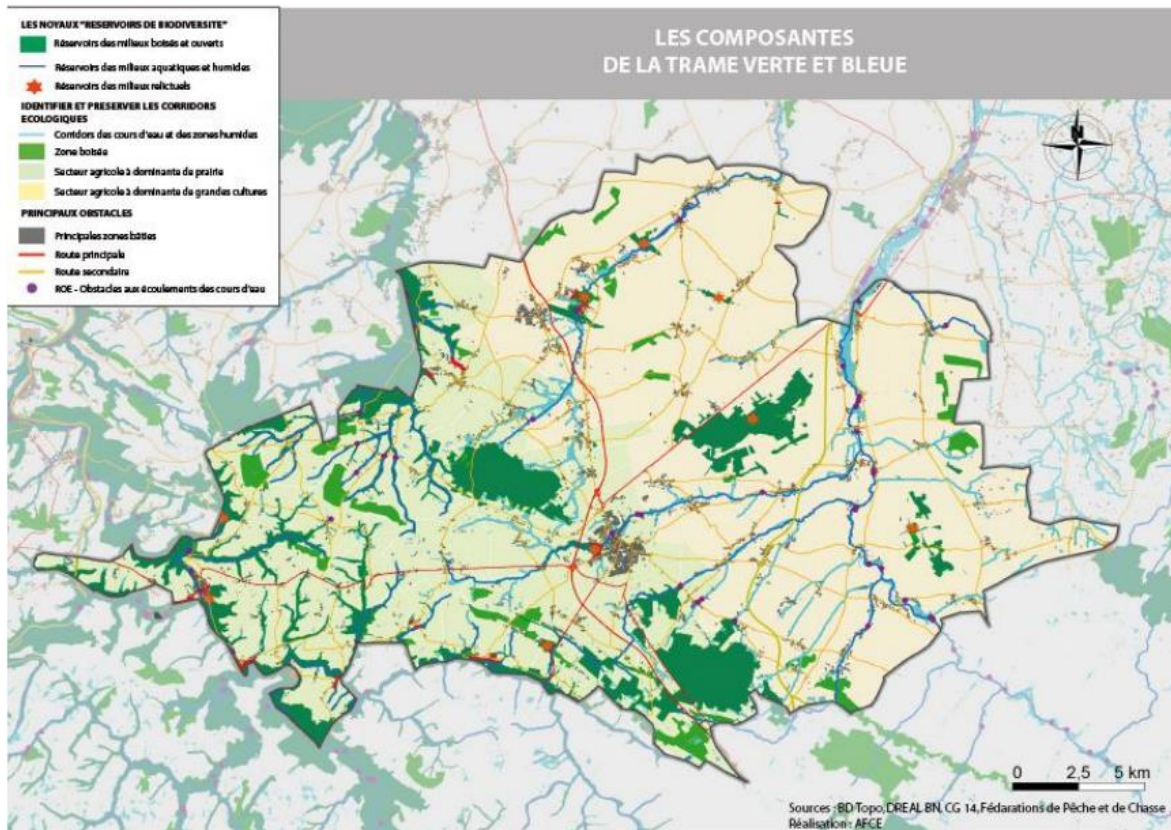 LES NOYAUX "RESERVOIRS DE BIODIVERSITE"
Réservoirs des milieux boisés et ouverts
Réservoirs des milieux aquatiques et humides
Réservoirs des milieux relictuels
IDENTIFIER ET PRESERVER LES CORRIDORS
ECOLOGIQUES
Corridors des cours d'eau et des zones humides
Zone boisée
Secteur agricole à dominante de prairie
Secteur agricole à dominante de grandes cultures
PRINCIPAUX OBSTACLES
Principales zones bâties
Route principale
Route secondaire
ROE - Obstacles aux écoulements des cours d'eau
LES COMPOSANTES
DE LA TRAME VERTE ET BLEUE
N
0 2,5 5 km
Sources : BD Topo, DREAL BN, CG 14, Fédarations de Pêche et de Chasse
Réalisation : AFCE